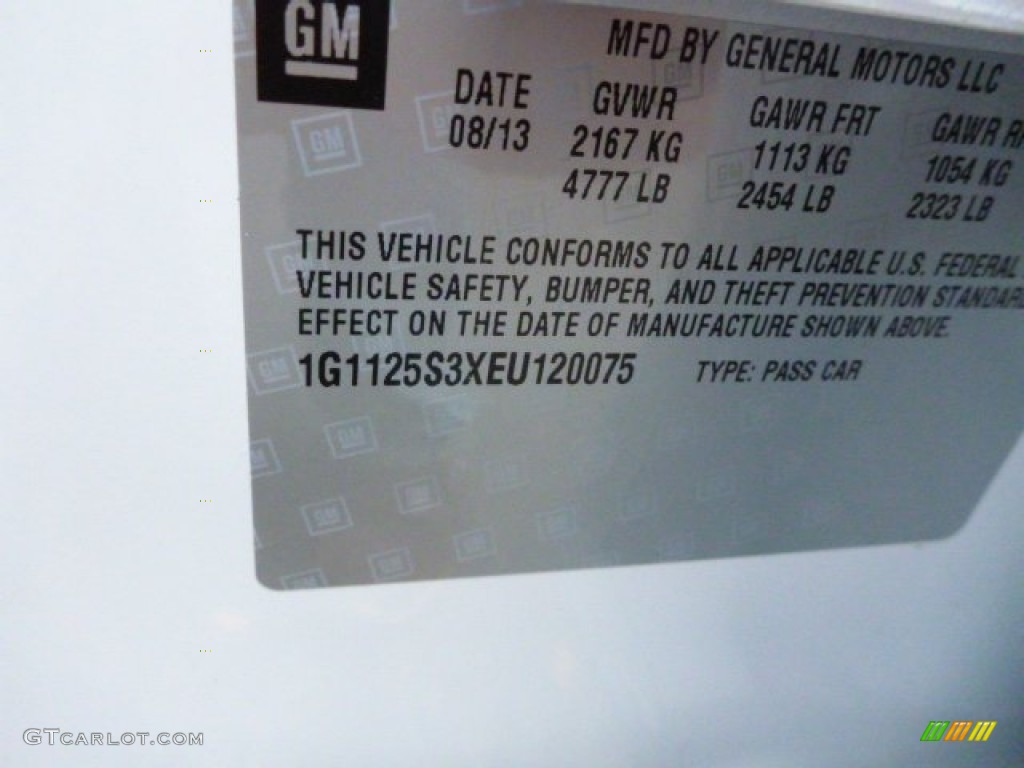 GM
MFD BY GENERAL MOTORS LLC
DATE GVWR GAWR FRT GAWR
08/13 2167 KG 1113 KG 1054 KG
4777 LB 2454 LB 2323 LB
THIS VEHICLE CONFORMS TO ALL APPLICABLE U.S. FEDERAL
VEHICLE SAFETY, BUMPER, AND THEFT PREVENTION
EFFECT ON THE DATE OF MANUFACTURE SHOWN ABOVE.
1G1125S3XEU120075 TYPE: PASS CAR
GTCARLOT.COM